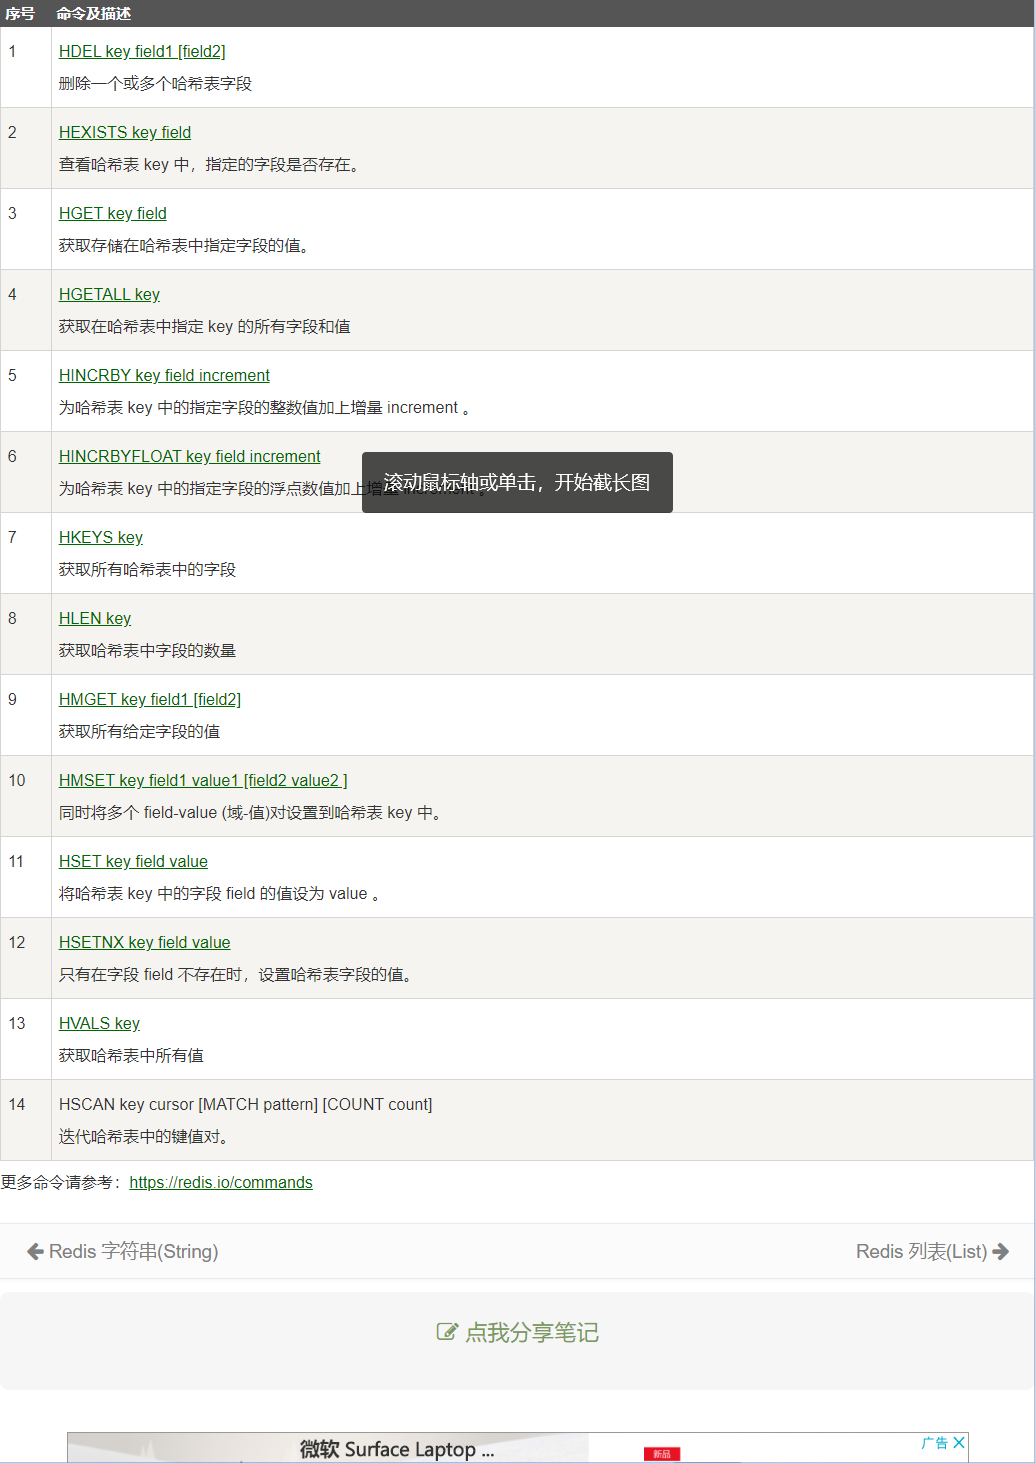 序号 命令及描述
1 HDEL key field1 [field2]
删除一个或多个哈希表字段
2 HEXISTS key field
查看哈希表 key 中，指定的字段是否存在。
3 HGET key field
获取存储在哈希表中指定字段的值。
4 HGETALL key
获取在哈希表中指定 key 的所有字段和值
5 HINCRBY key field increment
为哈希表 key 中的指定字段的整数值加上增量 increment 。
6 HINCRBYFLOAT key field increment
为哈希表 key 中的指定字段的浮点数值加上增量 increment 。
滚动鼠标轴或单击，开始截长图
7 HKEYS key
获取所有哈希表中的字段
8 HLEN key
获取哈希表中字段的数量
9 HMGET key field1 [field2]
获取所有给定字段的值
10 HMSET key field1 value1 [field2 value2 ]
同时将多个 field-value (域-值)对设置到哈希表 key 中。
11 HSET key field value
将哈希表 key 中的字段 field 的值设为 value 。
12 HSETNX key field value
只有在字段 field 不存在时，设置哈希表字段的值。
13 HVALS key
获取哈希表中所有值
14 HSCAN key cursor [MATCH pattern] [COUNT count]
迭代哈希表中的键值对。
更多命令请参考：https://redis.io/commands
Redis 字符串(String) Redis 列表(List)
点我分享笔记
微软 Surface Laptop ... 新品 广告